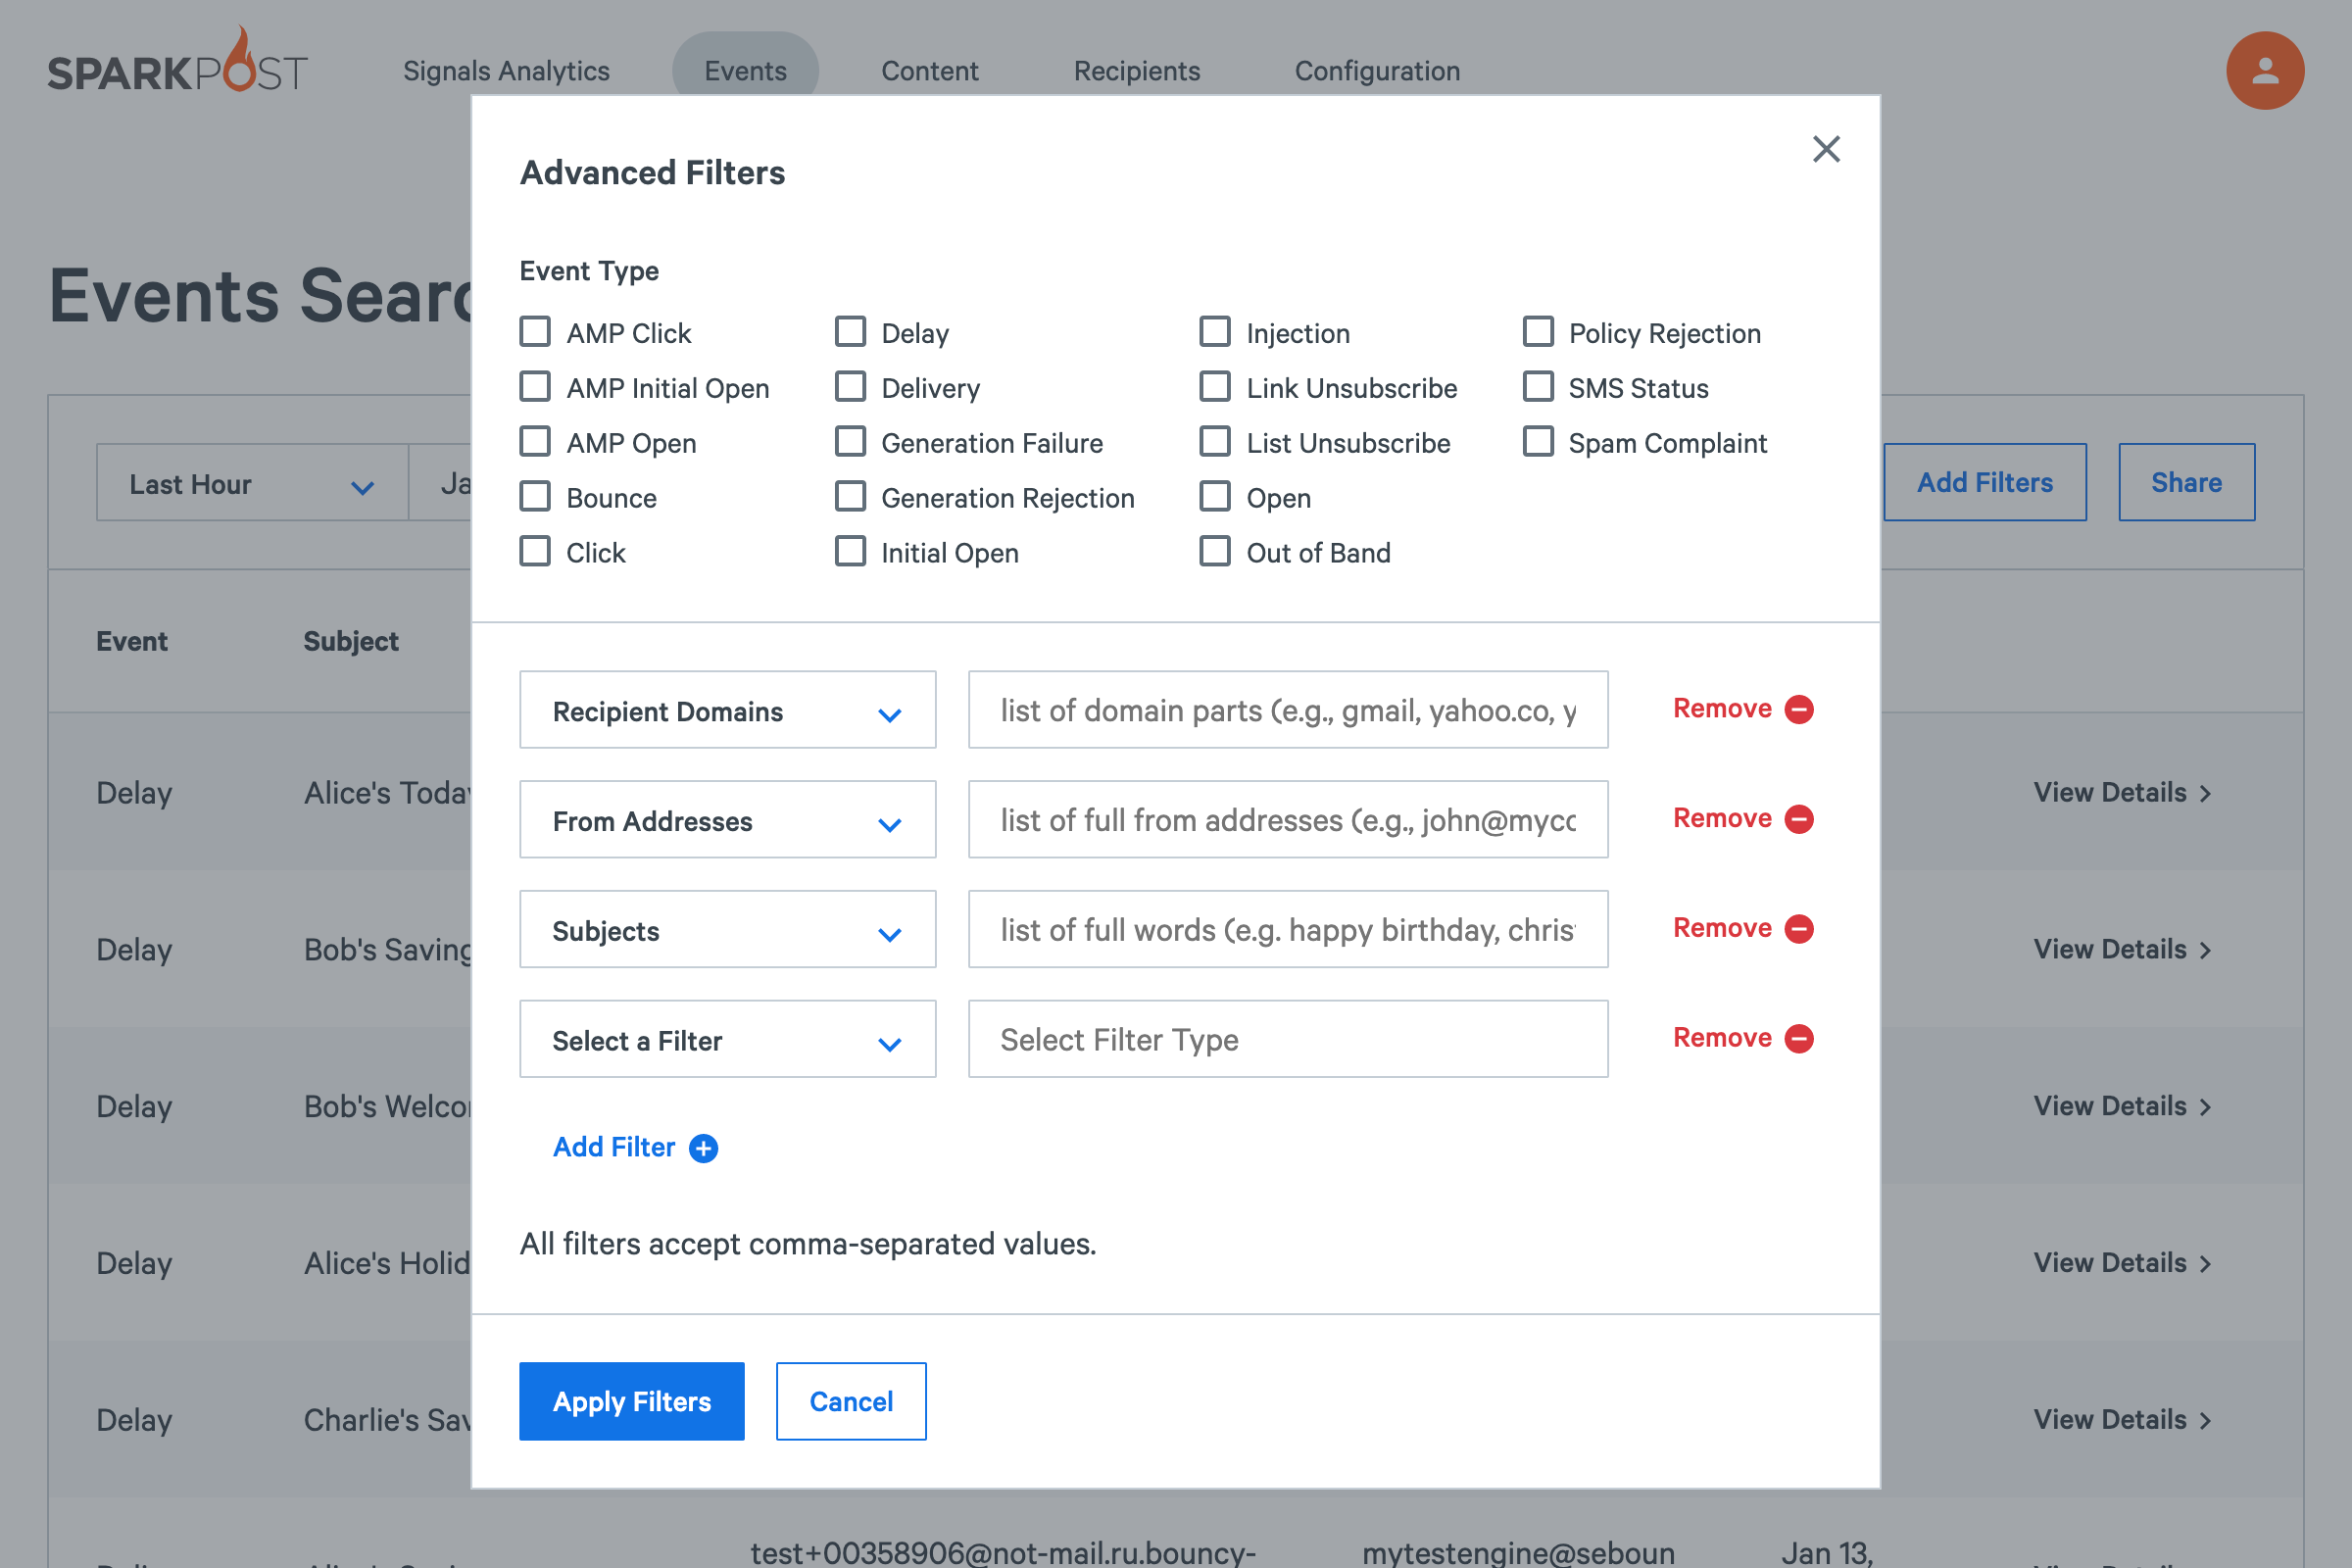 SPARKPOST
Signals Analytics
Events
Content
Recipients
Configuration
Advanced Filters
Events Searc
Event Type
AMP Click
Delay
Injection
Policy Rejection
AMP Initial Open
Delivery
Link Unsubscribe
SMS Status
AMP Open
Generation Failure
List Unsubscribe
Spam Complaint
Bounce
Generation Rejection
Open
Click
Initial Open
Out of Band
Last Hour
Ja
Add Filters
Share
Event
Subject
Recipient Domains
list of domain parts (e.g., gmail, yahoo.co, y
Remove
Delay
Alice's Today
View Details
From Addresses
list of full from addresses (e.g., john@myco
Remove
Subjects
list of full words (e.g. happy birthday, christ
Remove
Delay
Bob's Saving
View Details
Select a Filter
Select Filter Type
Remove
Delay
Bob's Welcom
View Details
Add Filter
All filters accept comma-separated values.
Delay
Alice's Holid
View Details
Apply Filters
Cancel
Delay
Charlie's Sav
View Details
test+00358906@not-mail.ru.bouncy-
mytestengine@seboun
Jan 13,